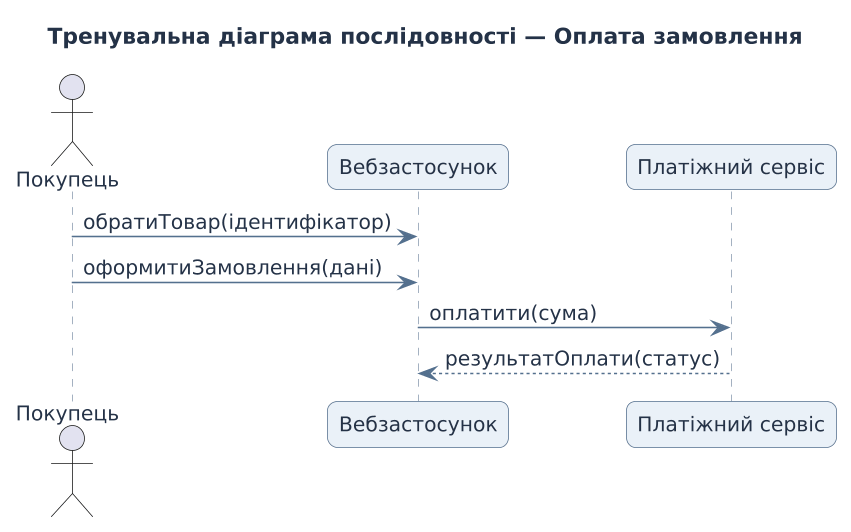 Тренувальна діаграма послідовності — Оплата замовлення
Покупець
Вебзастосунок
Платіжний сервіс
обратиТовар(ідентифікатор)
оформитиЗамовлення(дані)
оплатити(сума)
результатОплати(статус)
Покупець
Вебзастосунок
Платіжний сервіс